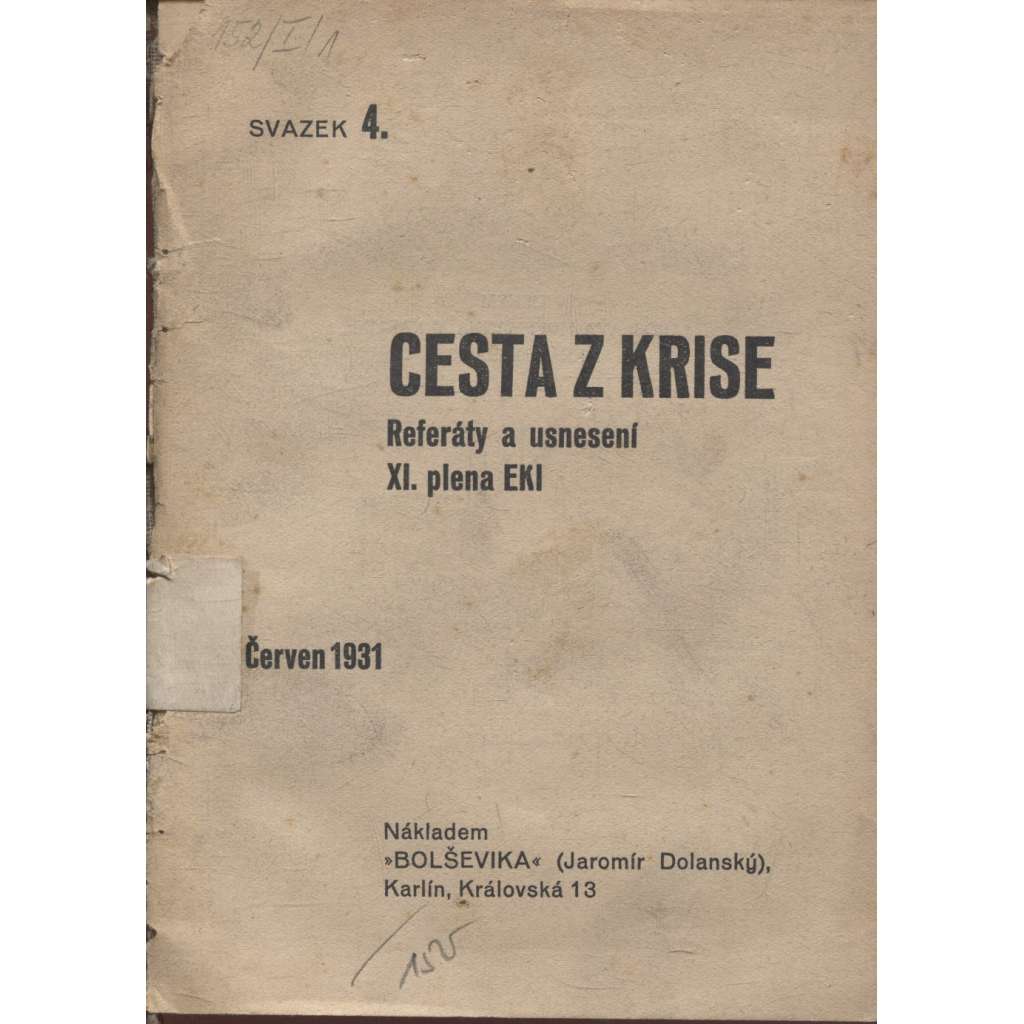 152/I/1
SVAZEK 4.
CESTA Z KRISE
Referáty a usnesení
XI. plena EKI
Červen 1931
Nákladem
»BOLŠEVIKA« (Jaromír Dolanský),
Karlín, Královská 13